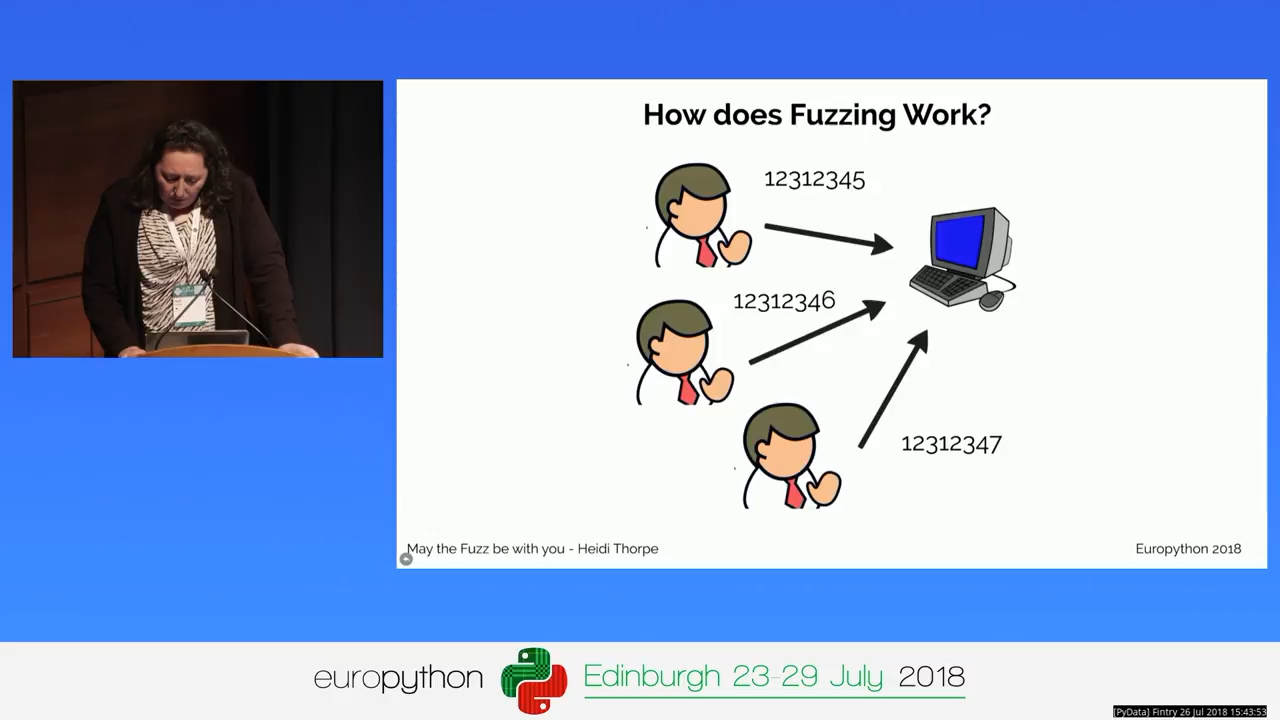 How does Fuzzing Work?
12312345
12312346
12312347
May the Fuzz be with you - Heidi Thorpe
Europython 2018
europython
Edinburgh 23-29 July 2018
[PyData] Fintry 26 Jul 2018 15:43:53